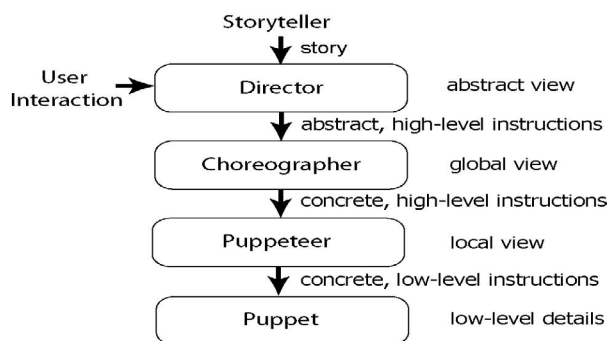 Storyteller
story
User
Interaction
Director
abstract view
abstract, high-level instructions
Choreographer
global view
concrete, high-level instructions
Puppeteer
local view
concrete, low-level instructions
Puppet
low-level details